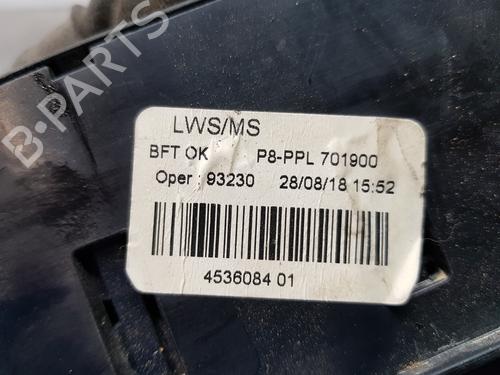 B-PARTS
LWS/MS
BFT OK P8-PPL 701900
Oper : 93230 28/08/18 15:52
4536084 01